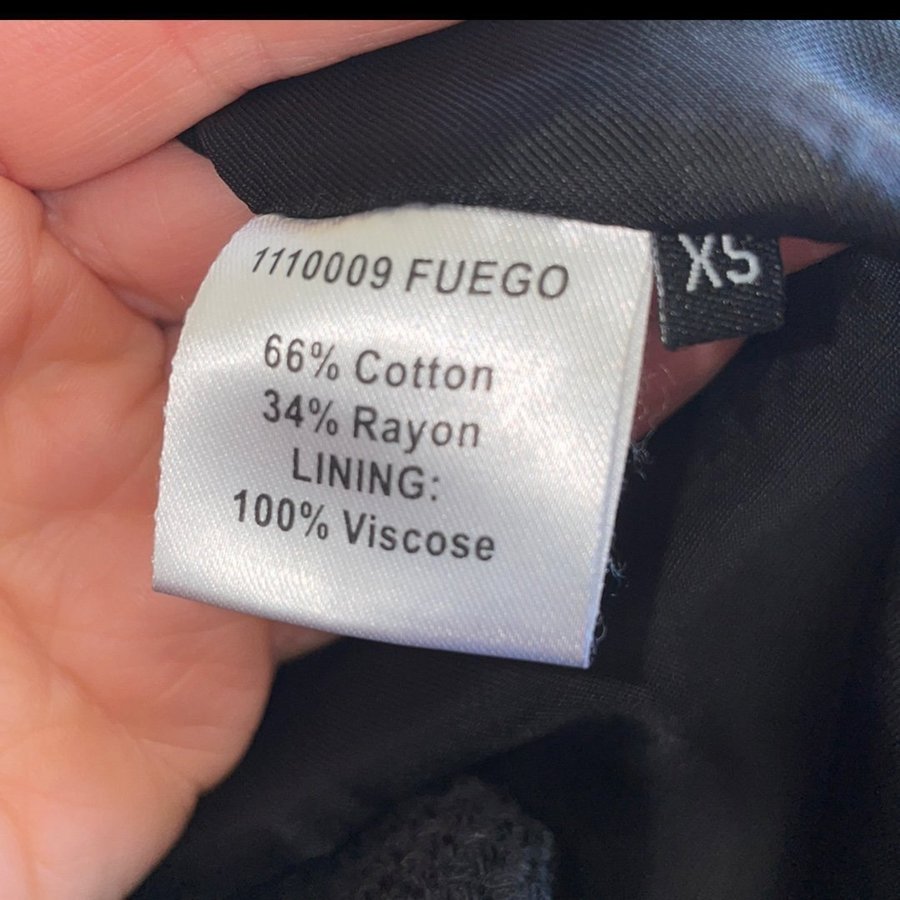 1110009 FUEGO
XS
66% Cotton
34% Rayon
LINING:
100% Viscose